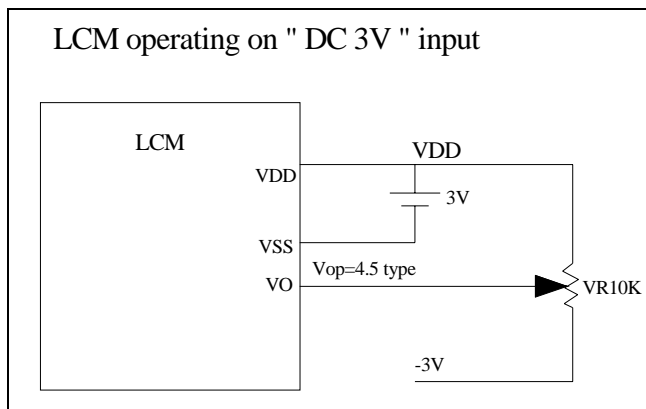 LCM operating on " DC 3V " input
LCM
VDD
VDD
3V
VSS
Vop=4.5 type
VO
VR10K
-3V